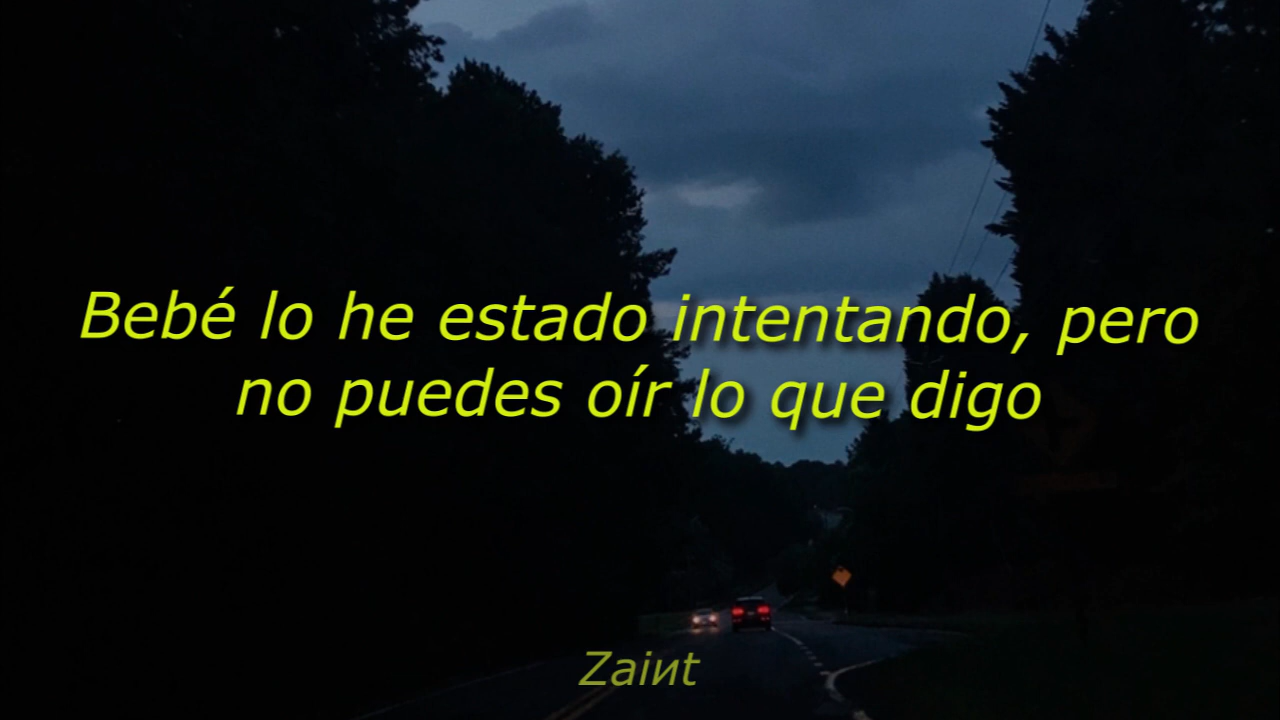 Bebé lo he estado intentando, pero
no puedes oír lo que digo
Zaiиt